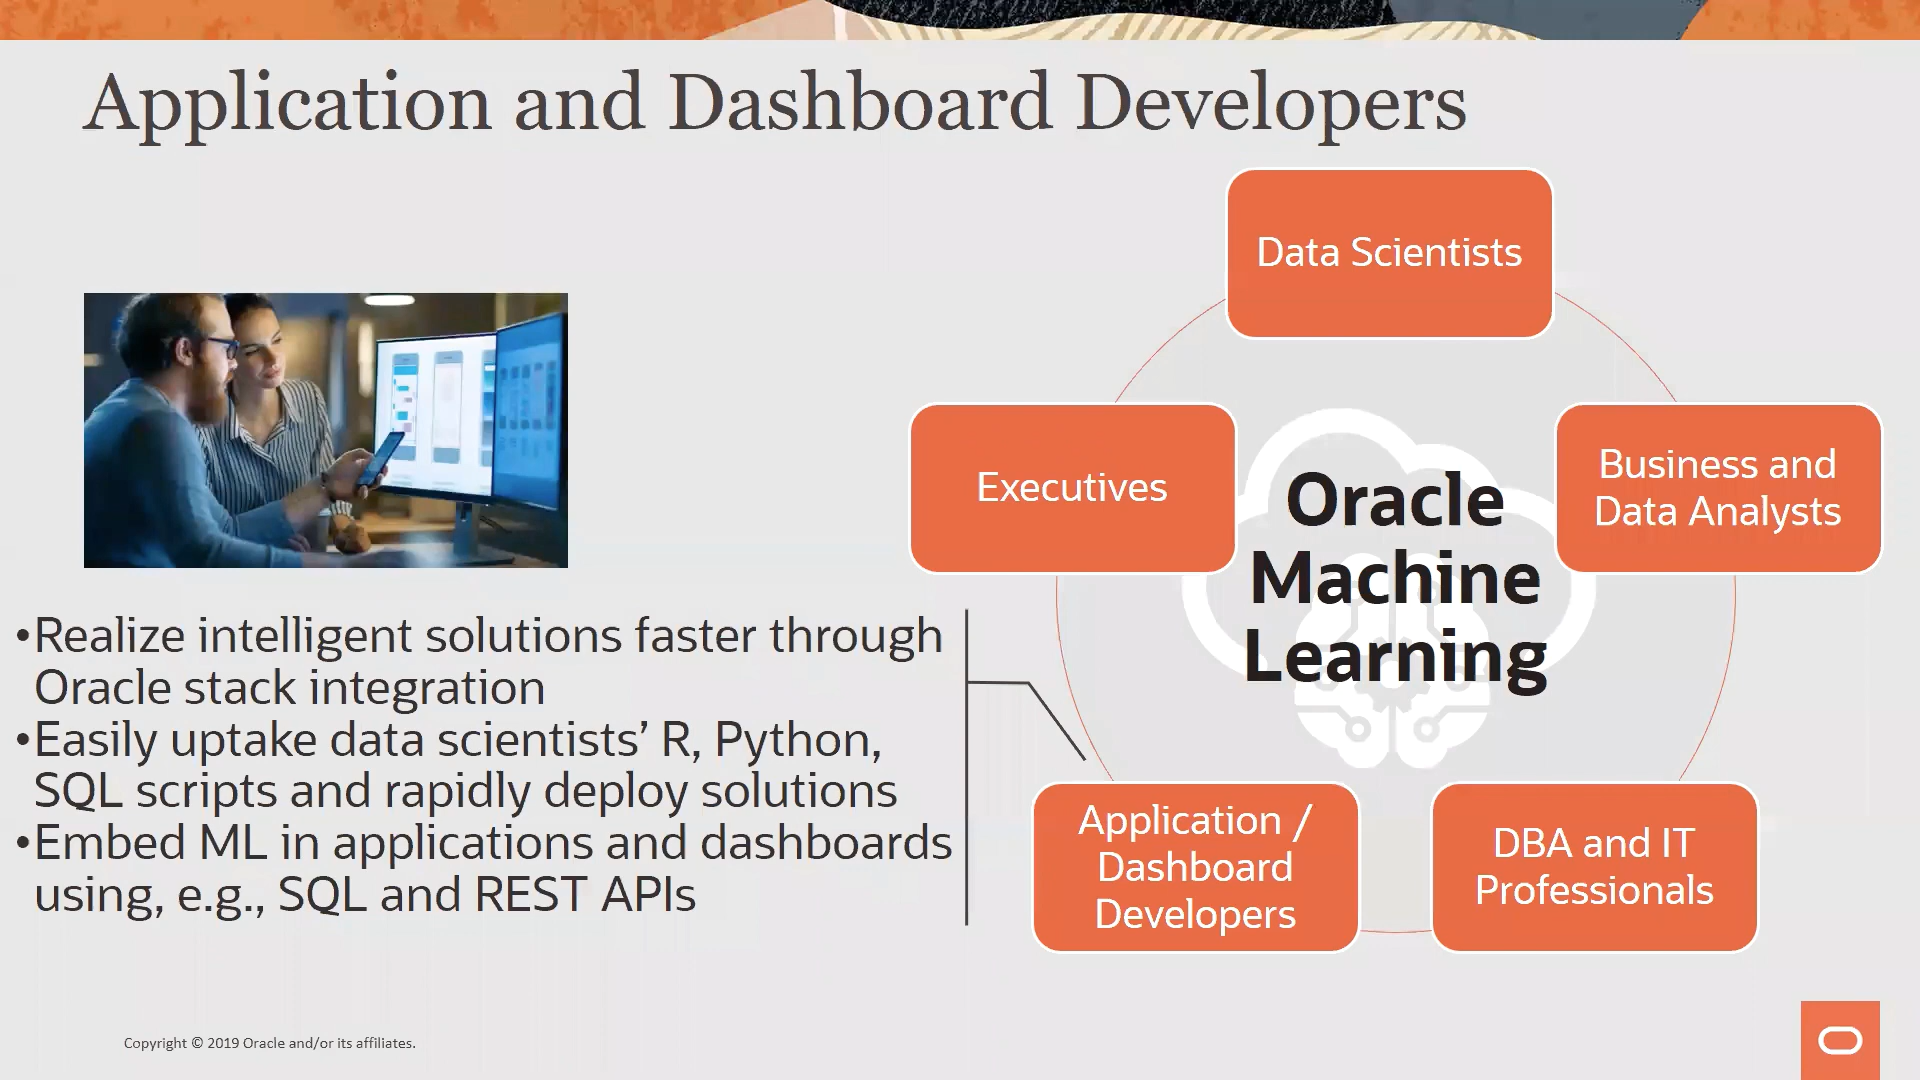 Application and Dashboard Developers
Data Scientists
Executives
Business and
Data Analysts
Oracle
Machine
Learning
•Realize intelligent solutions faster through
Oracle stack integration
•Easily uptake data scientists’ R, Python,
SQL scripts and rapidly deploy solutions
•Embed ML in applications and dashboards
using, e.g., SQL and REST APIs
Application /
Dashboard
Developers
DBA and IT
Professionals
Copyright © 2019 Oracle and/or its affiliates.